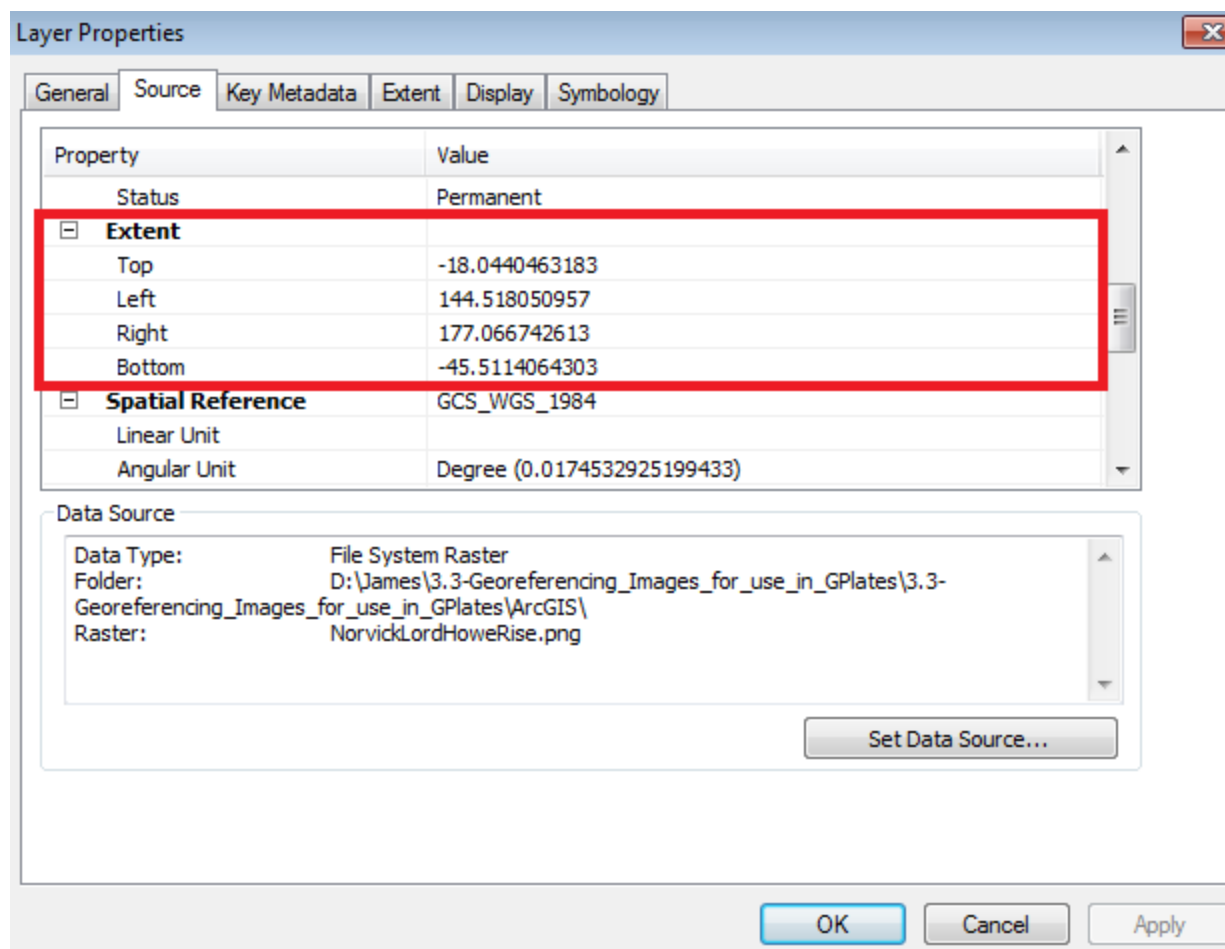 Layer Properties
General Source Key Metadata Extent Display Symbology
Property Value
Status Permanent
Extent
Top -18.0440463183
Left 144.518050957
Right 177.066742613
Bottom -45.5114064303
Spatial Reference GCS_WGS_1984
Linear Unit
Angular Unit Degree (0.0174532925199433)
Data Source
Data Type: File System Raster
Folder: D:\James\3.3-Georeferencing_Images_for_use_in_GPlates\3.3-
Georeferencing_Images_for_use_in_GPlates\ArcGIS\
Raster: NorvickLordHoweRise.png
Set Data Source...
OK Cancel Apply